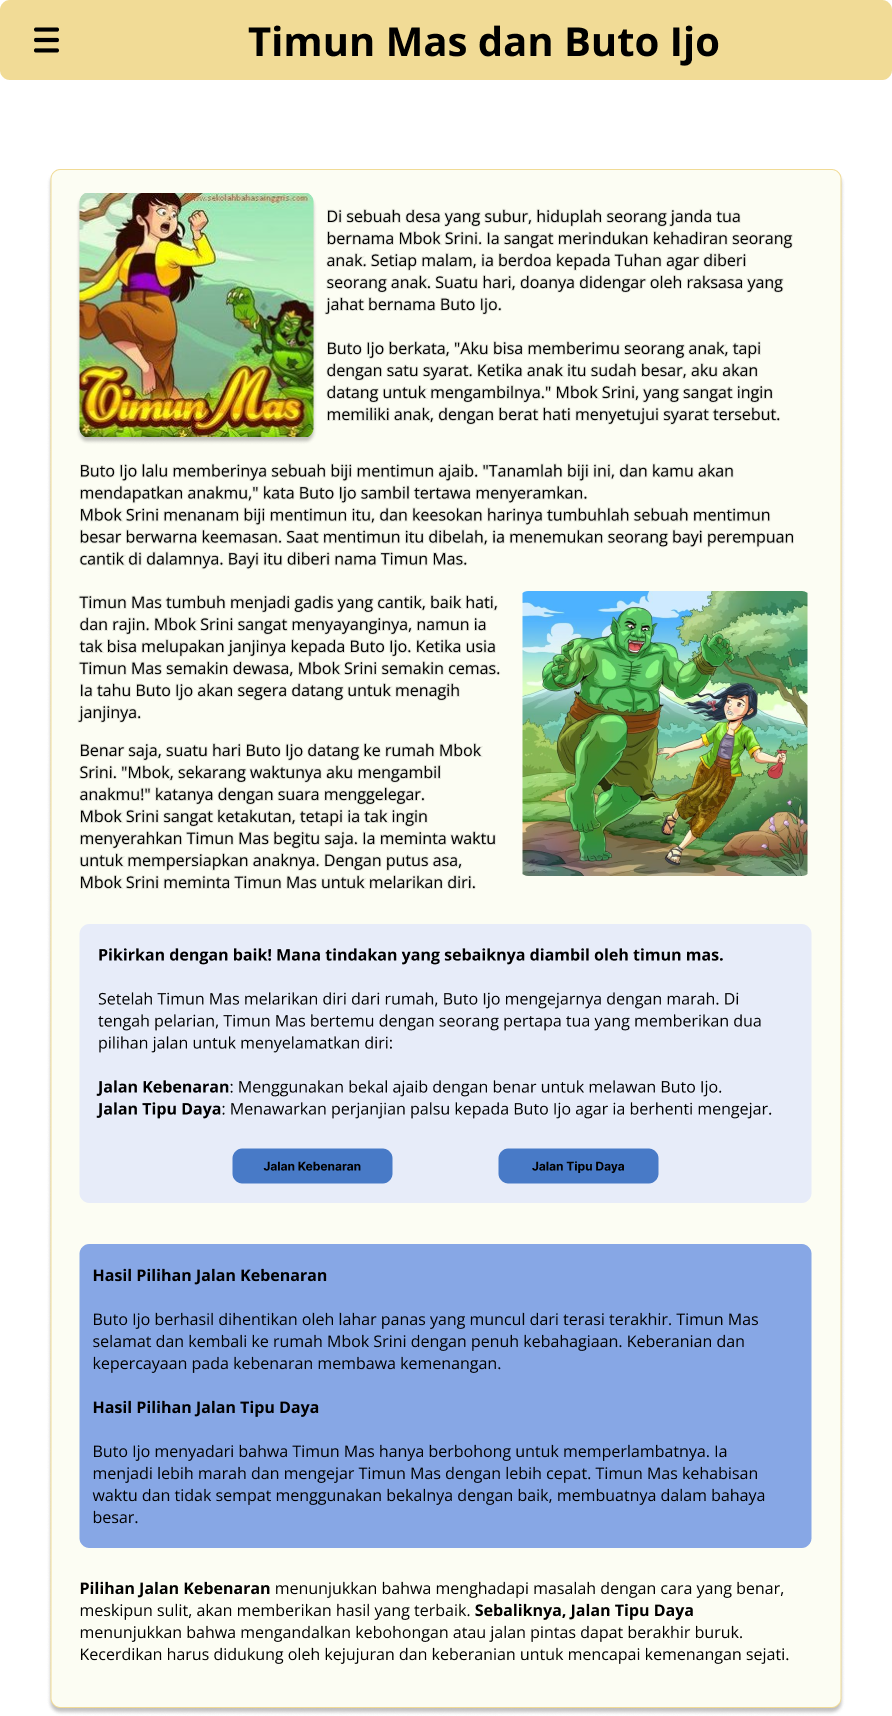 Timun Mas dan Buto Ijo
www.sekolahbahasainggris.com
Timun Mas
Di sebuah desa yang subur, hiduplah seorang janda tua
bernama Mbok Srini. Ia sangat merindukan kehadiran seorang
anak. Setiap malam, ia berdoa kepada Tuhan agar diberi
seorang anak. Suatu hari, doanya didengar oleh raksasa yang
jahat bernama Buto Ijo.
Buto Ijo berkata, "Aku bisa memberimu seorang anak, tapi
dengan satu syarat. Ketika anak itu sudah besar, aku akan
datang untuk mengambilnya." Mbok Srini, yang sangat ingin
memiliki anak, dengan berat hati menyetujui syarat tersebut.
Buto Ijo lalu memberinya sebuah biji mentimun ajaib. "Tanamlah biji ini, dan kamu akan
mendapatkan anakmu," kata Buto Ijo sambil tertawa menyeramkan.
Mbok Srini menanam biji mentimun itu, dan keesokan harinya tumbuhlah sebuah mentimun
besar berwarna keemasan. Saat mentimun itu dibelah, ia menemukan seorang bayi perempuan
cantik di dalamnya. Bayi itu diberi nama Timun Mas.
Timun Mas tumbuh menjadi gadis yang cantik, baik hati,
dan rajin. Mbok Srini sangat menyayanginya, namun ia
tak bisa melupakan janjinya kepada Buto Ijo. Ketika usia
Timun Mas semakin dewasa, Mbok Srini semakin cemas.
Ia tahu Buto Ijo akan segera datang untuk menagih
janjinya.
Benar saja, suatu hari Buto Ijo datang ke rumah Mbok
Srini. "Mbok, sekarang waktunya aku mengambil
anakmu!" katanya dengan suara menggelegar.
Mbok Srini sangat ketakutan, tetapi ia tak ingin
menyerahkan Timun Mas begitu saja. Ia meminta waktu
untuk mempersiapkan anaknya. Dengan putus asa,
Mbok Srini meminta Timun Mas untuk melarikan diri.
Pikirkan dengan baik! Mana tindakan yang sebaiknya diambil oleh timun mas.
Setelah Timun Mas melarikan diri dari rumah, Buto Ijo mengejarnya dengan marah. Di
tengah pelarian, Timun Mas bertemu dengan seorang pertapa tua yang memberikan dua
pilihan jalan untuk menyelamatkan diri:
Jalan Kebenaran: Menggunakan bekal ajaib dengan benar untuk melawan Buto Ijo.
Jalan Tipu Daya: Menawarkan perjanjian palsu kepada Buto Ijo agar ia berhenti mengejar.
Jalan Kebenaran
Jalan Tipu Daya
Hasil Pilihan Jalan Kebenaran
Buto Ijo berhasil dihentikan oleh lahar panas yang muncul dari terasi terakhir. Timun Mas
selamat dan kembali ke rumah Mbok Srini dengan penuh kebahagiaan. Keberanian dan
kepercayaan pada kebenaran membawa kemenangan.
Hasil Pilihan Jalan Tipu Daya
Buto Ijo menyadari bahwa Timun Mas hanya berbohong untuk memperlambatnya. Ia
menjadi lebih marah dan mengejar Timun Mas dengan lebih cepat. Timun Mas kehabisan
waktu dan tidak sempat menggunakan bekalnya dengan baik, membuatnya dalam bahaya
besar.
Pilihan Jalan Kebenaran menunjukkan bahwa menghadapi masalah dengan cara yang benar,
meskipun sulit, akan memberikan hasil yang terbaik. Sebaliknya, Jalan Tipu Daya
menunjukkan bahwa mengandalkan kebohongan atau jalan pintas dapat berakhir buruk.
Kecerdikan harus didukung oleh kejujuran dan keberanian untuk mencapai kemenangan sejati.